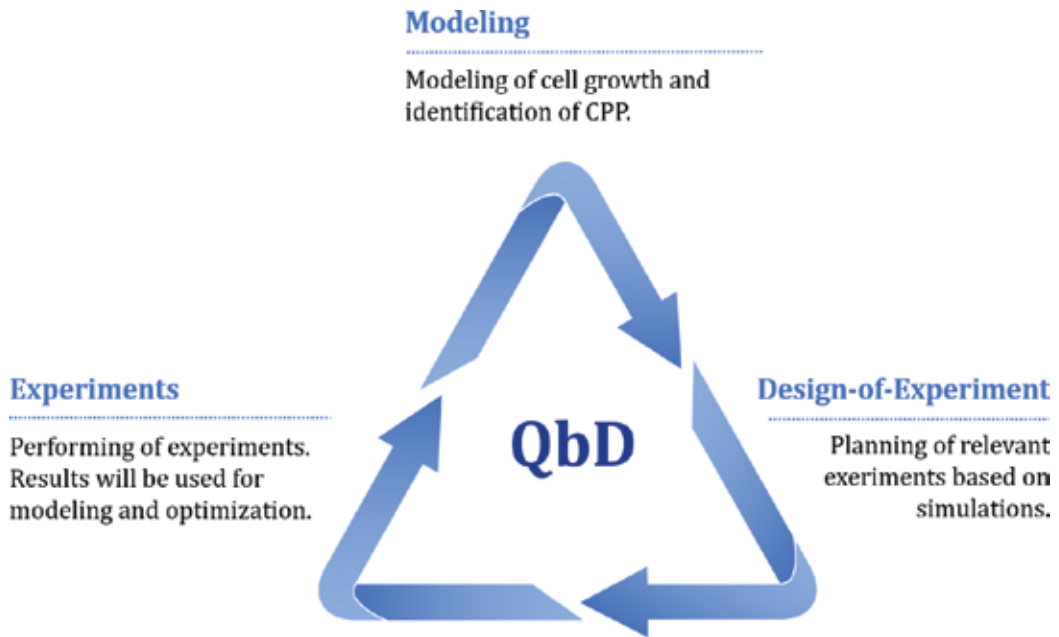 Modeling
Modeling of cell growth and
identification of CPP.
Experiments
Performing of experiments.
Results will be used for
modeling and optimization.
QbD
Design-of-Experiment
Planning of relevant
exeriments based on
simulations.